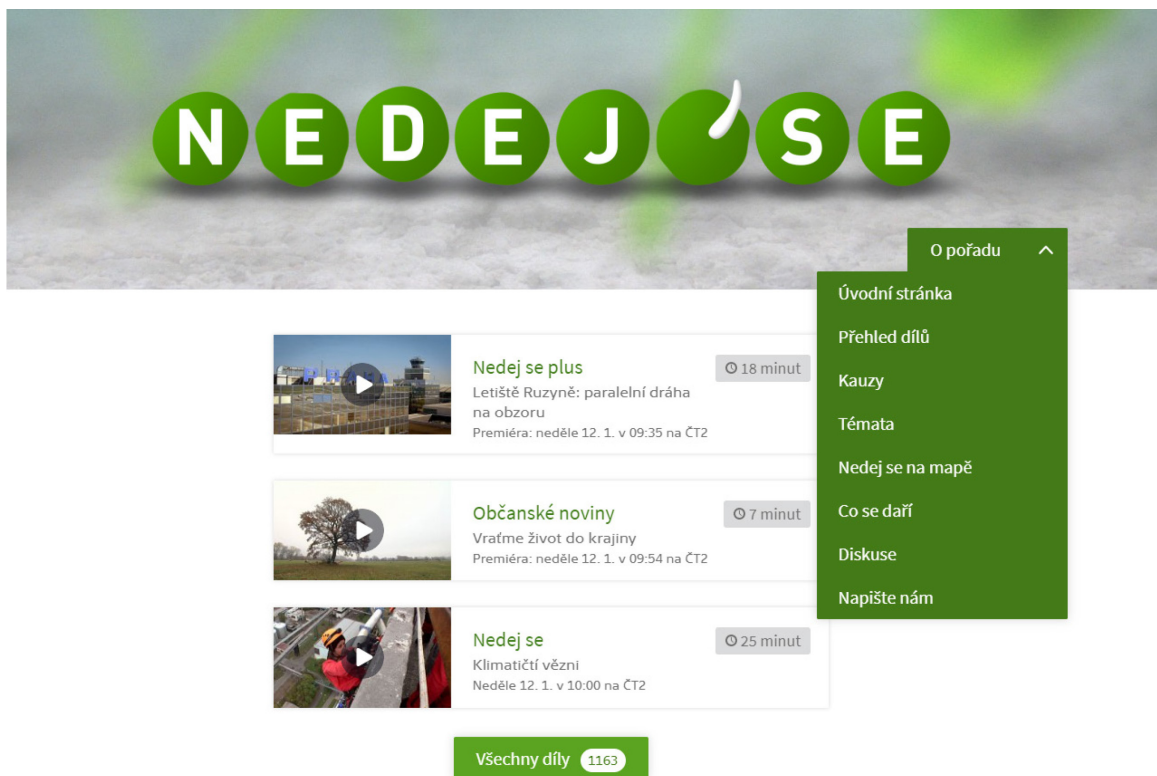 NEDEJ SE
O pořadu
Úvodní stránka
Přehled dílů
Kauzy
Témata
Nedej se na mapě
Co se daří
Diskuse
Napište nám
PRAHA
Nedej se plus
18 minut
Letiště Ruzyně: paralelní dráha
na obzoru
Premiéra: neděle 12. 1. v 09:35 na ČT2
Občanské noviny
7 minut
Vraťme život do krajiny
Premiéra: neděle 12. 1. v 09:54 na ČT2
Nedej se
25 minut
Klimatičtí vězni
Neděle 12. 1. v 10:00 na ČT2
Všechny díly 1163